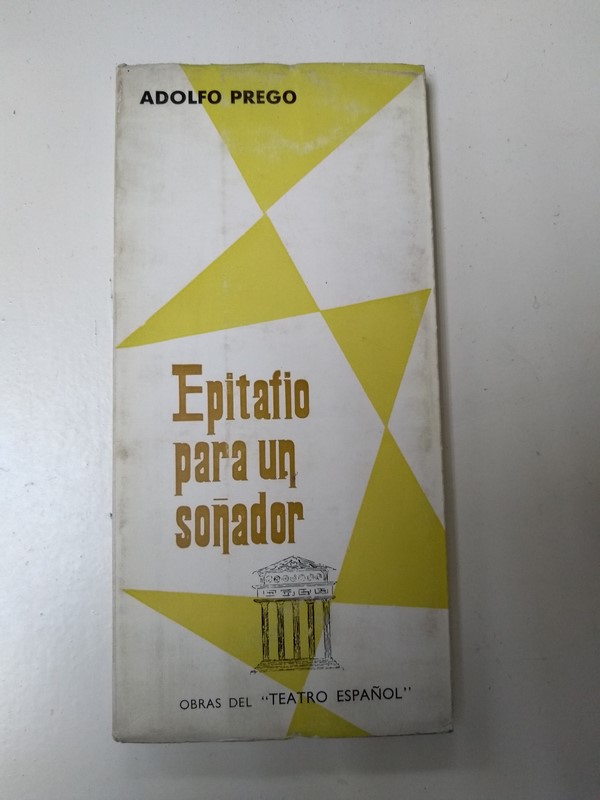 ADOLFO PREGO
Epitafio
para un
soñador
OBRAS DEL "TEATRO ESPAÑOL"